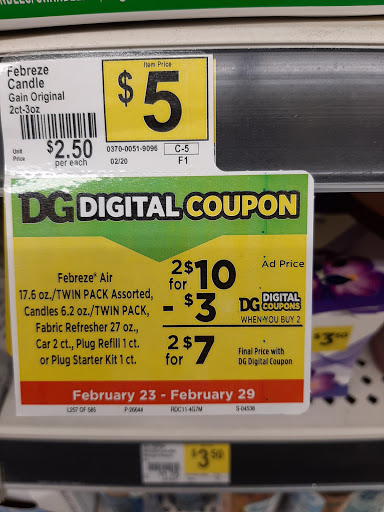 Febreze
Candle
Gain Original
2ct-3oz
Unit
Price
$2.50
per each
Item Price
$5
0370-0051-9096
C-5
02/20
F1
DG DIGITAL COUPON
Febreze* Air
17.6 oz./TWIN PACK Assorted,
Candles 6.2 oz./TWIN PACK,
Fabric Refresher 27 oz.,
Car 2 ct., Plug Refill 1 ct.
or Plug Starter Kit 1 ct.
2 for $10
Ad Price
- $3
DG DIGITAL COUPONS
WHEN YOU BUY 2
2 for $7
Final Price with
DG Digital Coupon
February 23 - February 29
L257 OF 585
P-26644
RDC11-4G7M
S-04536
$3.50
$3.50